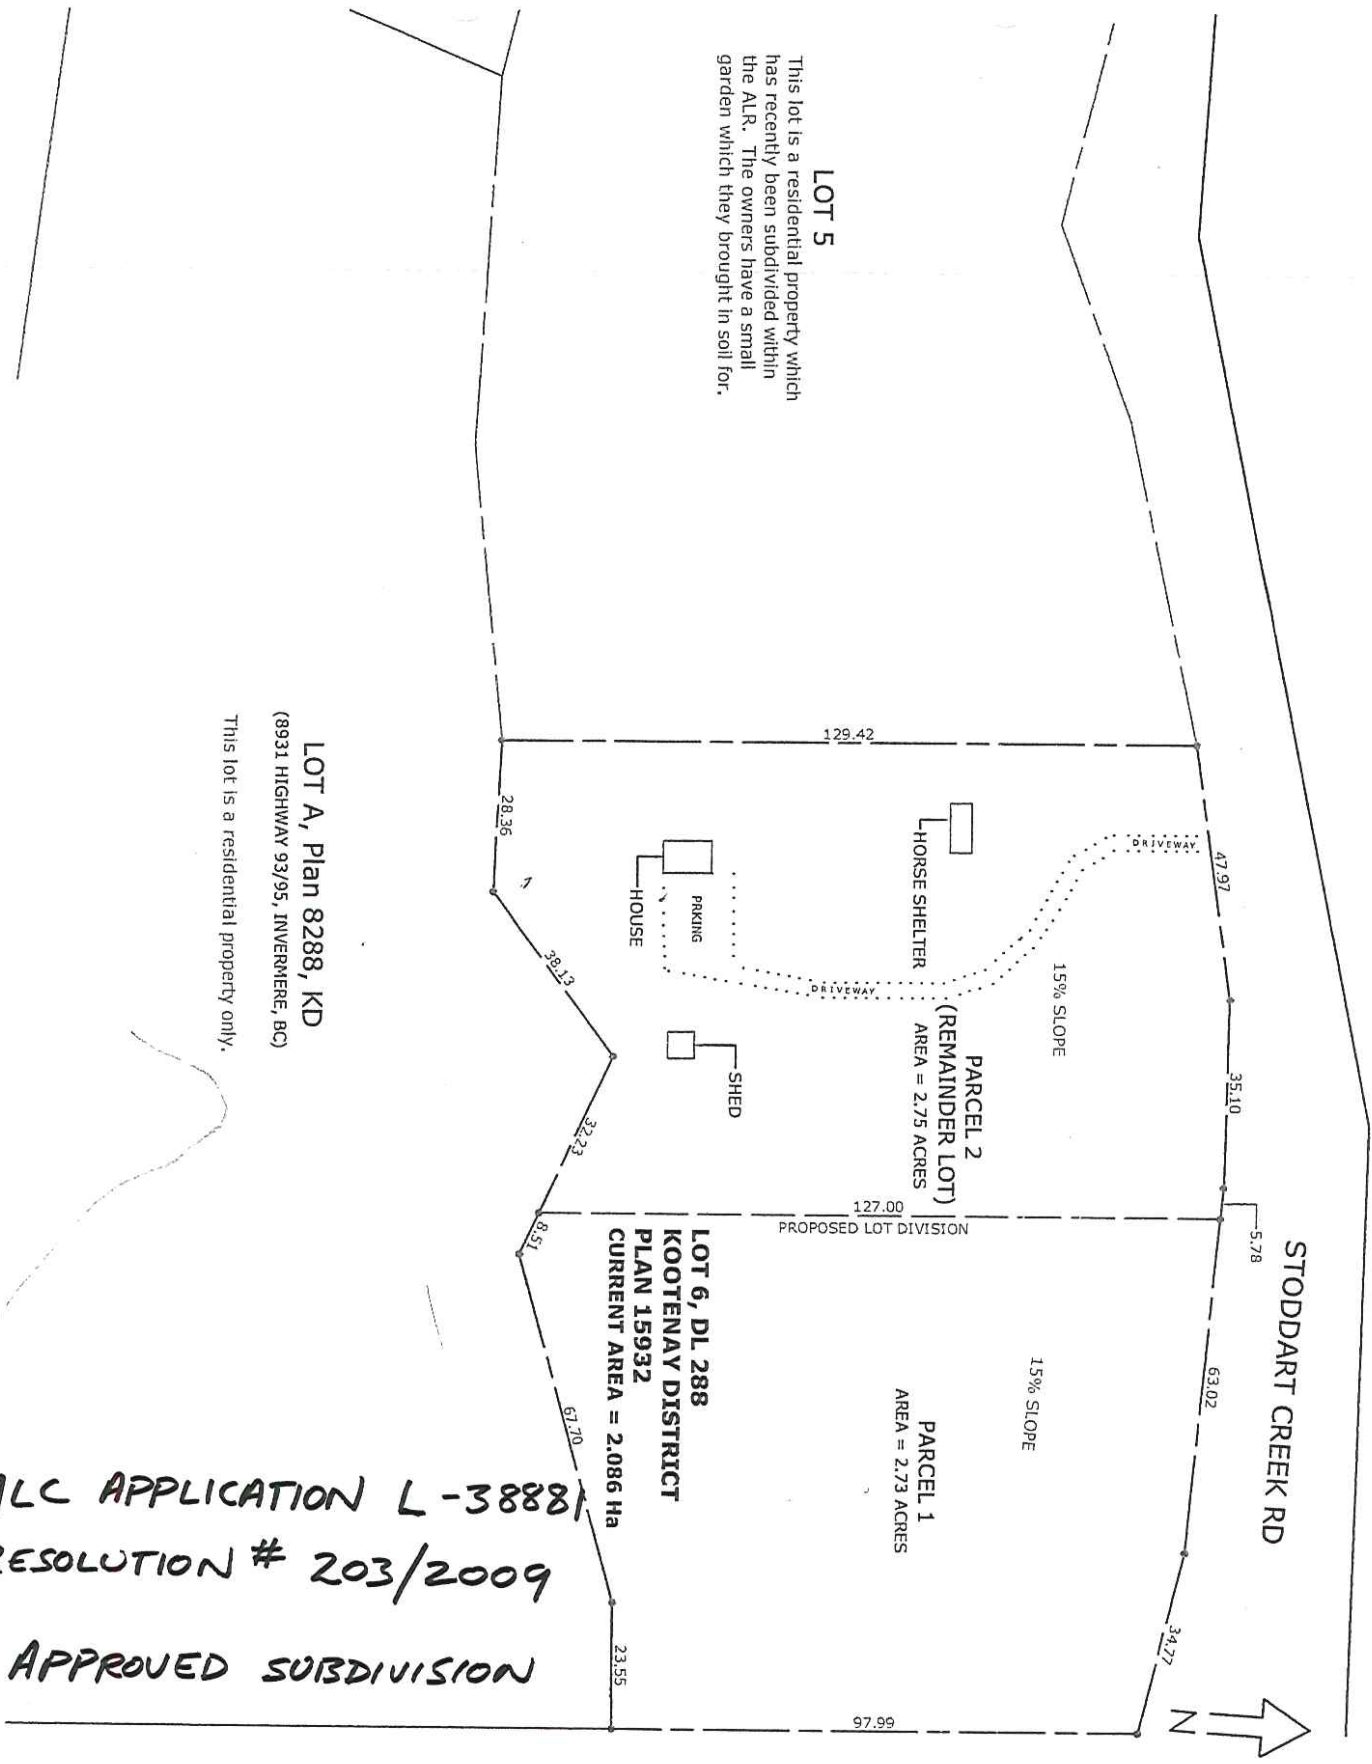 LOT 5
This lot is a residential property which
has recently been subdivided within
the ALR. The owners have a small
garden which they brought in soil for.
STODDART CREEK RD
N
129.42
47.97
35.10
5.78
63.02
34.77
97.99
23.55
67.70
8.51
32.23
38.13
28.36
127.00
PROPOSED LOT DIVISION
DRIVEWAY
15% SLOPE
HORSE SHELTER
DRIVEWAY
PRKING
HOUSE
SHED
PARCEL 2
(REMAINDER LOT)
AREA = 2.75 ACRES
15% SLOPE
PARCEL 1
AREA = 2.73 ACRES
LOT 6, DL 288
KOOTENAY DISTRICT
PLAN 15932
CURRENT AREA = 2.086 Ha
LOT A, Plan 8288, KD
(8931 HIGHWAY 93/95, INVERMERE, BC)
This lot is a residential property only.
LC APPLICATION L-38881
ESOLUTION # 203/2009
APPROVED SUBDIVISION